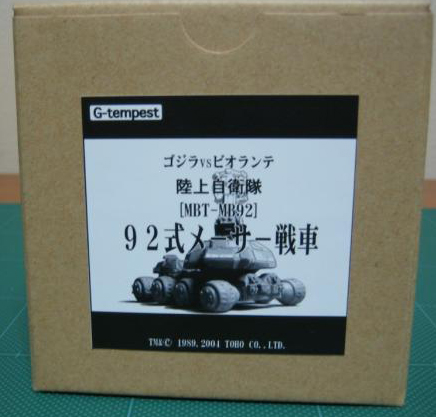 G-tempest
ゴジラvsビオランテ
陸上自衛隊
[MBT-MB92]
92式メーサー戦車
TM&(C) 1989,2004 TOHO CO.,LTD.